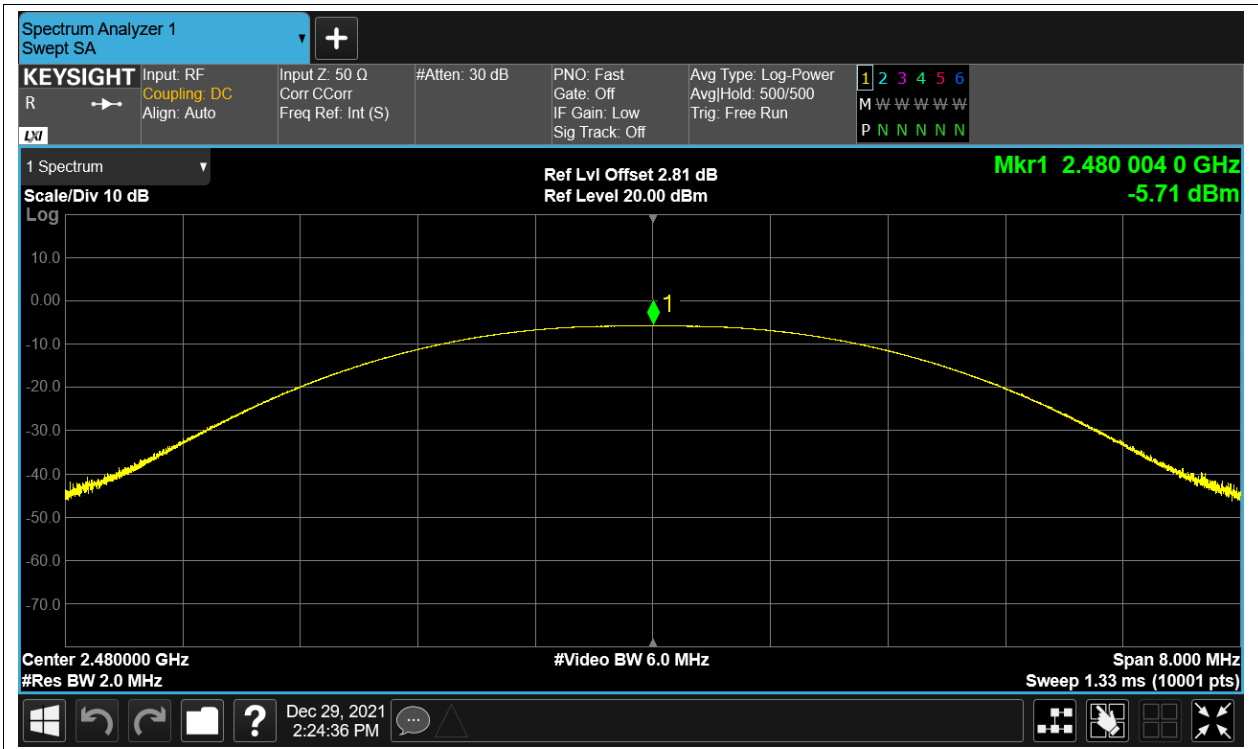 Spectrum Analyzer 1
Swept SA
+
KEYSIGHT
R
LXI
Input: RF
Coupling: DC
Align: Auto
Input Z: 50 Ω
Corr CCorr
Freq Ref: Int (S)
#Atten: 30 dB
PNO: Fast
Gate: Off
IF Gain: Low
Sig Track: Off
Avg Type: Log-Power
Avg|Hold: 500/500
Trig: Free Run
1 2 3 4 5 6
M W W W W W
P N N N N N
1 Spectrum
Scale/Div 10 dB
Log
Ref Lvl Offset 2.81 dB
Ref Level 20.00 dBm
Mkr1 2.480 004 0 GHz
-5.71 dBm
10.0
0.00
1
-10.0
-20.0
-30.0
-40.0
-50.0
-60.0
-70.0
Center 2.480000 GHz
#Res BW 2.0 MHz
#Video BW 6.0 MHz
Span 8.000 MHz
Sweep 1.33 ms (10001 pts)
?
Dec 29, 2021
2:24:36 PM